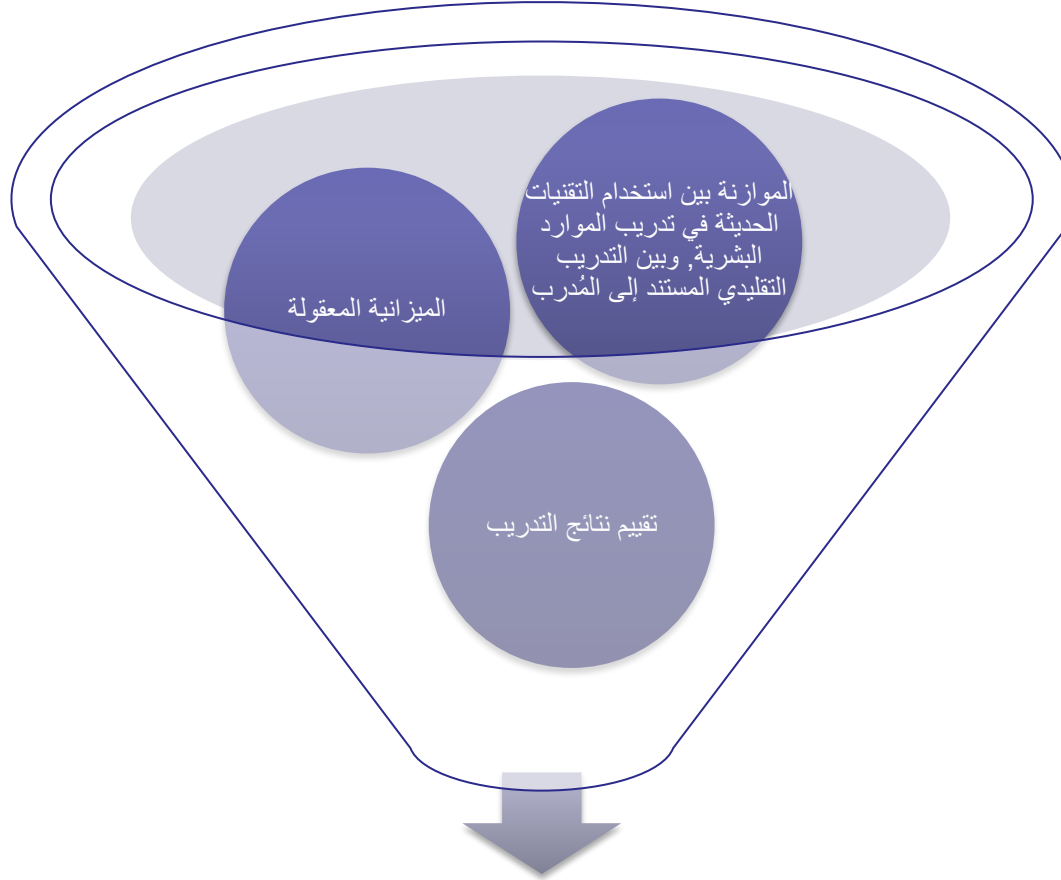 الموازنة بين استخدام التقنيات
الحديثة في تدريب الموارد
البشرية, وبين التدريب
التقليدي المستند إلى المُدرب
الميزانية المعقولة
تقييم نتائج التدريب